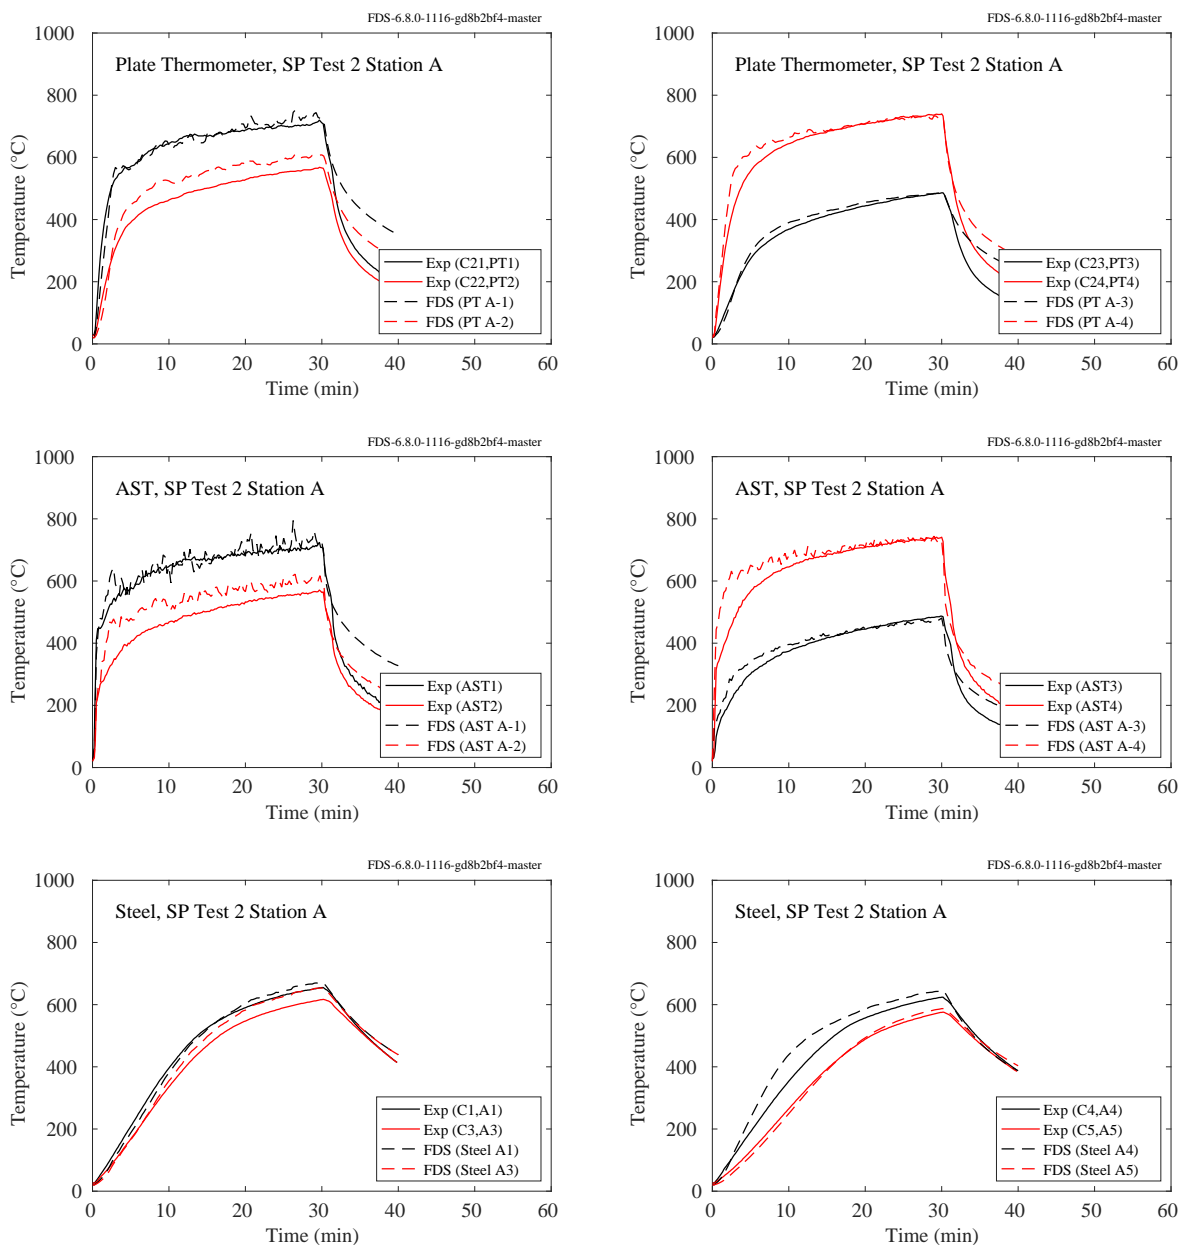 FDS-6.8.0-1116-gd8b2bf4-master
Plate Thermometer, SP Test 2 Station A
Temperature (°C)
1000
800
600
400
200
0
Exp (C21,PT1)
Exp (C22,PT2)
FDS (PT A-1)
FDS (PT A-2)
0 10 20 30 40 50 60
Time (min)
FDS-6.8.0-1116-gd8b2bf4-master
Plate Thermometer, SP Test 2 Station A
Temperature (°C)
1000
800
600
400
200
0
Exp (C23,PT3)
Exp (C24,PT4)
FDS (PT A-3)
FDS (PT A-4)
0 10 20 30 40 50 60
Time (min)
FDS-6.8.0-1116-gd8b2bf4-master
AST, SP Test 2 Station A
Temperature (°C)
1000
800
600
400
200
0
Exp (AST1)
Exp (AST2)
FDS (AST A-1)
FDS (AST A-2)
0 10 20 30 40 50 60
Time (min)
FDS-6.8.0-1116-gd8b2bf4-master
AST, SP Test 2 Station A
Temperature (°C)
1000
800
600
400
200
0
Exp (AST3)
Exp (AST4)
FDS (AST A-3)
FDS (AST A-4)
0 10 20 30 40 50 60
Time (min)
FDS-6.8.0-1116-gd8b2bf4-master
Steel, SP Test 2 Station A
Temperature (°C)
1000
800
600
400
200
0
Exp (C1,A1)
Exp (C3,A3)
FDS (Steel A1)
FDS (Steel A3)
0 10 20 30 40 50 60
Time (min)
FDS-6.8.0-1116-gd8b2bf4-master
Steel, SP Test 2 Station A
Temperature (°C)
1000
800
600
400
200
0
Exp (C4,A4)
Exp (C5,A5)
FDS (Steel A4)
FDS (Steel A5)
0 10 20 30 40 50 60
Time (min)